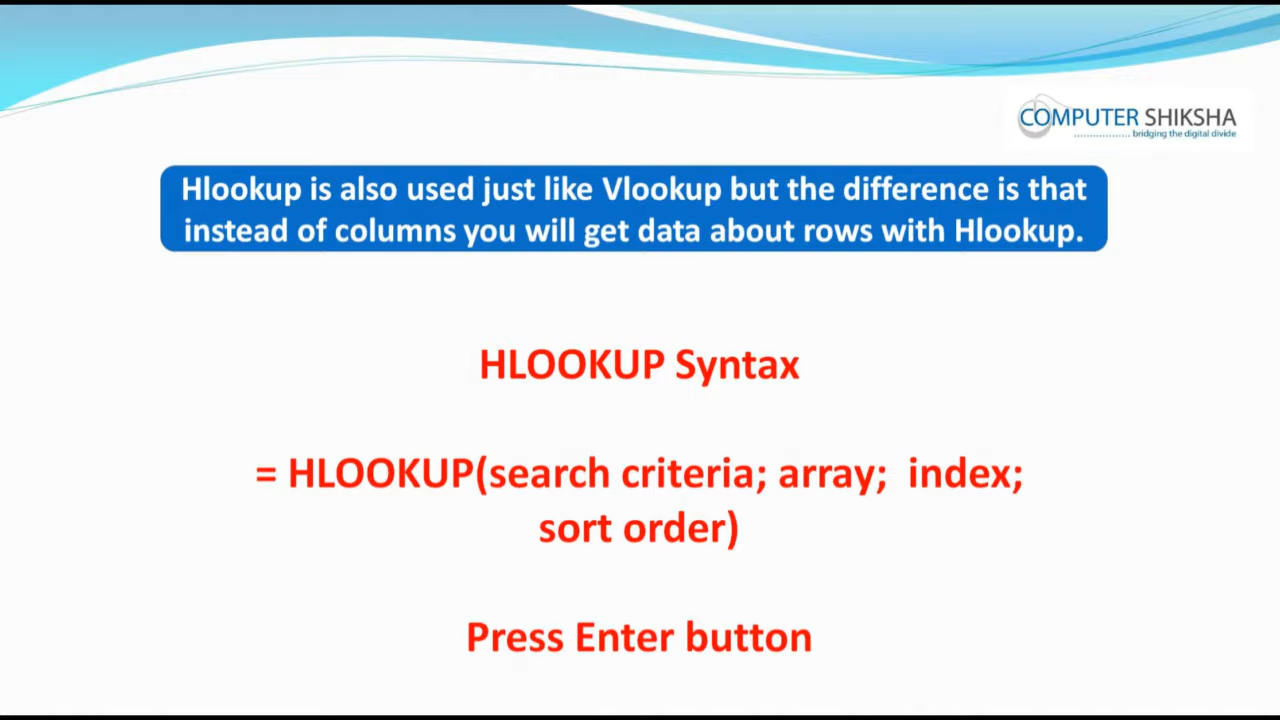 COMPUTER SHIKSHA
bridging the digital divide
Hlookup is also used just like Vlookup but the difference is that
instead of columns you will get data about rows with Hlookup.
HLOOKUP Syntax
= HLOOKUP(search criteria; array;  index;
sort order)
Press Enter button